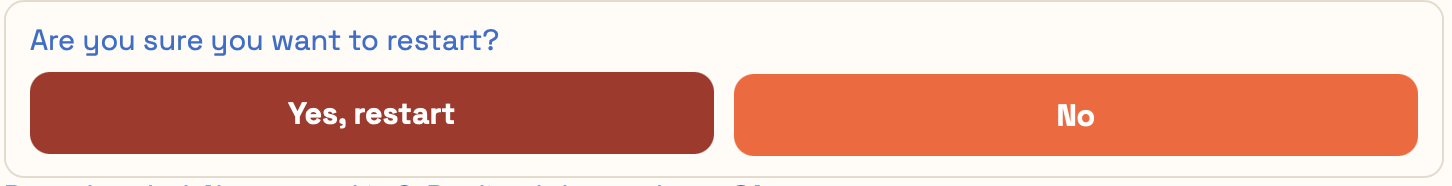 Are you sure you want to restart?
Yes, restart
No